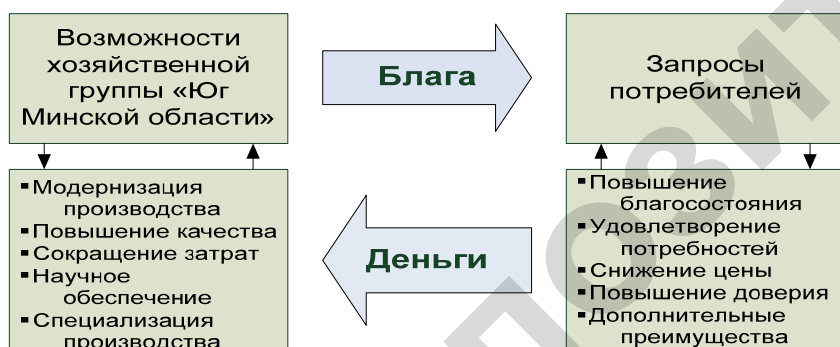 Возможности
хозяйственной
группы «Юг
Минской области»
Блага
Запросы
потребителей
▪Модернизация
производства
▪Повышение качества
▪Сокращение затрат
▪Научное
обеспечение
▪Специализация
производства
Деньги
▪Повышение
благосостояния
▪Удовлетворение
потребностей
▪Снижение цены
▪Повышение доверия
▪Дополнительные
преимущества